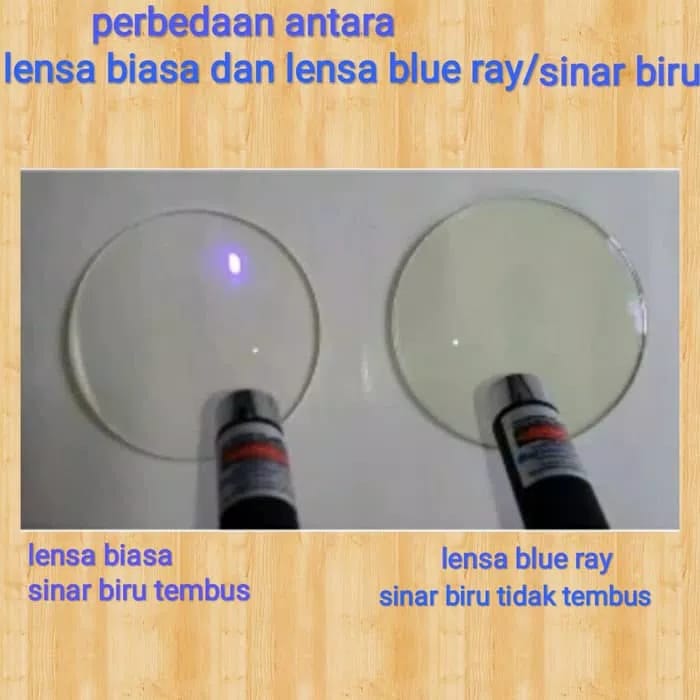 perbedaan antara
lensa biasa dan lensa blue ray/sinar biru
lensa biasa
sinar biru tembus
lensa blue ray
sinar biru tidak tembus